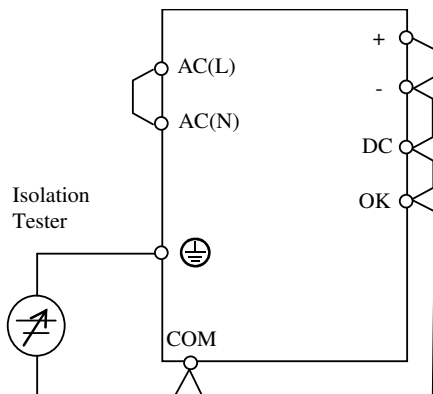 AC(L)
AC(N)
+
-
DC
OK
Isolation
Tester
COM